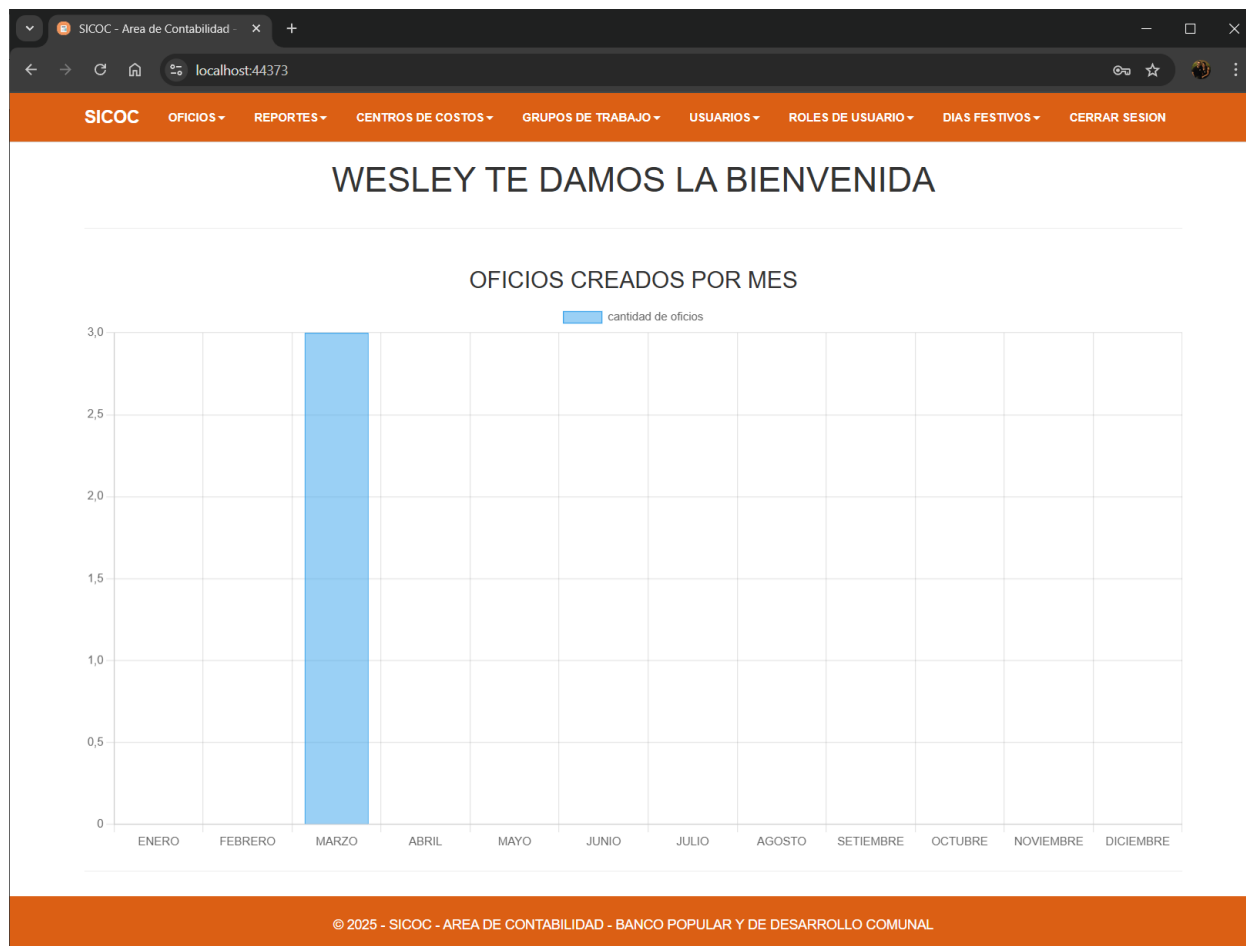 SICOC - Area de Contabilidad -
localhost:44373
SICOC OFICIOS REPORTES CENTROS DE COSTOS GRUPOS DE TRABAJO USUARIOS ROLES DE USUARIO DIAS FESTIVOS CERRAR SESION
WESLEY TE DAMOS LA BIENVENIDA
OFICIOS CREADOS POR MES
cantidad de oficios
3,0
2,5
2,0
1,5
1,0
0,5
0
ENERO FEBRERO MARZO ABRIL MAYO JUNIO JULIO AGOSTO SETIEMBRE OCTUBRE NOVIEMBRE DICIEMBRE
© 2025 - SICOC - AREA DE CONTABILIDAD - BANCO POPULAR Y DE DESARROLLO COMUNAL